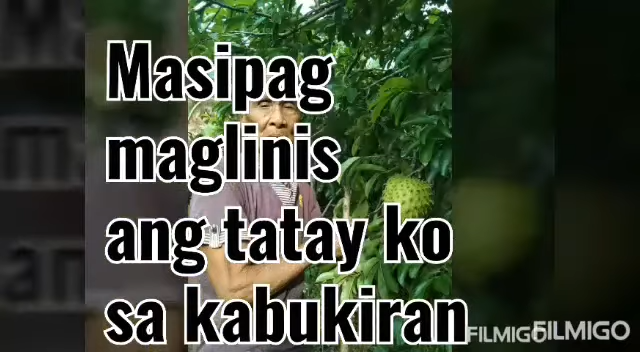 Masipag
maglinis
ang tatay ko
sa kabukiran
FILMIGO FILMIGO